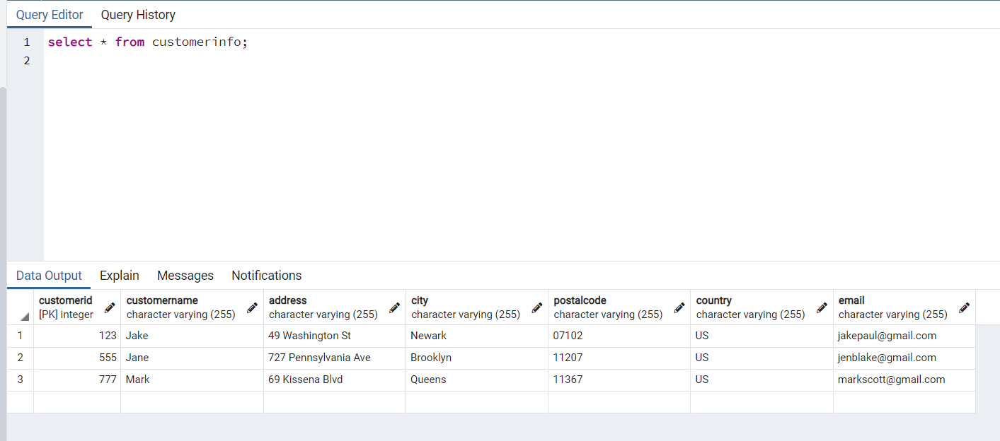 Query Editor Query History
1 select * from customerinfo;
2
Data Output Explain Messages Notifications
customerid customername address city postalcode country email
[PK] integer character varying (255) character varying (255) character varying (255) character varying (255) character varying (255) character varying (255)
1 123 Jake 49 Washington St Newark 07102 US jakepaul@gmail.com
2 555 Jane 727 Pennsylvania Ave Brooklyn 11207 US jenblake@gmail.com
3 777 Mark 69 Kissena Blvd Queens 11367 US markscott@gmail.com